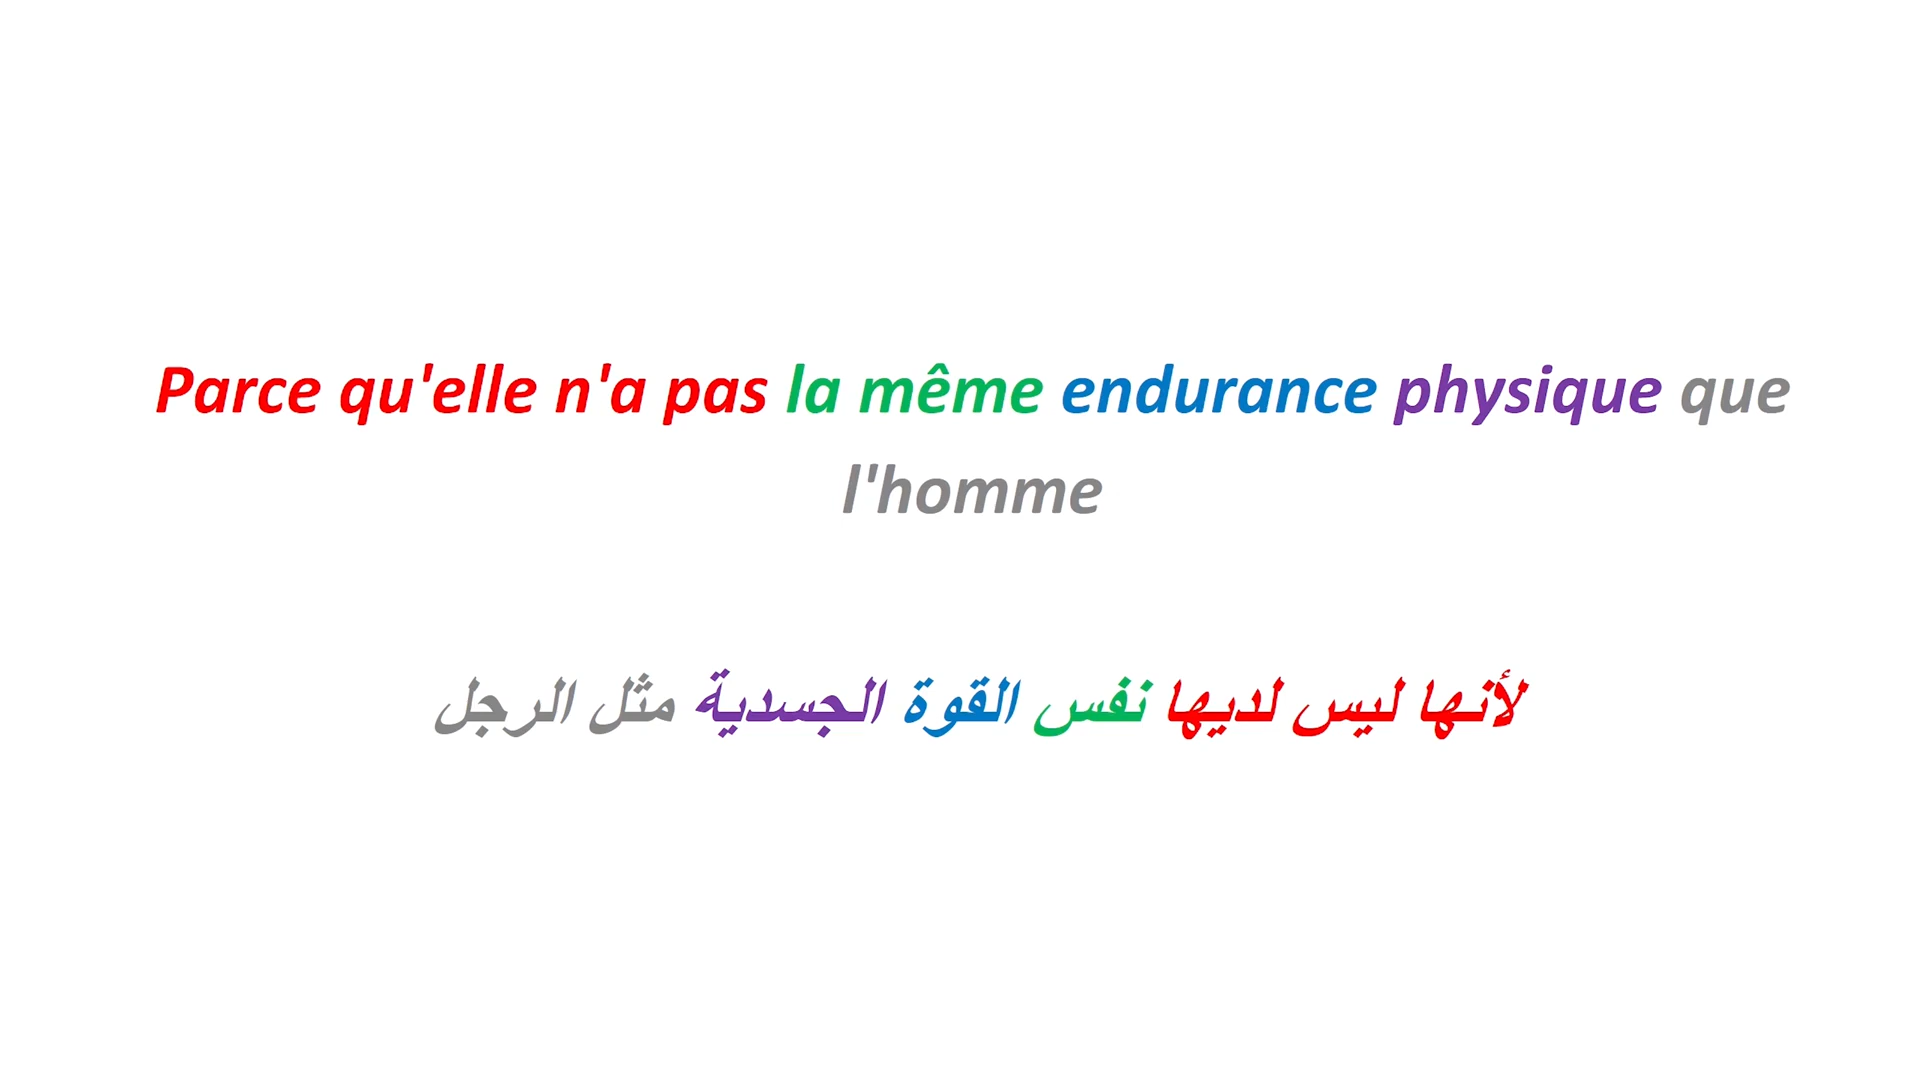 Parce qu'elle n'a pas la même endurance physique que
l'homme
لأنها ليس لديها نفس القوة الجسدية مثل الرجل